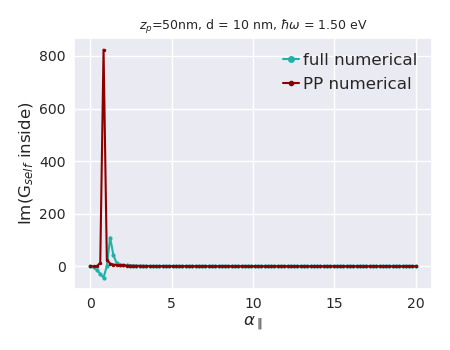 z_p=50nm, d = 10 nm, ℏω = 1.50 eV
full numerical
PP numerical
Im(G_self inside)
800
600
400
200
0
0
5
10
15
20
α_∥